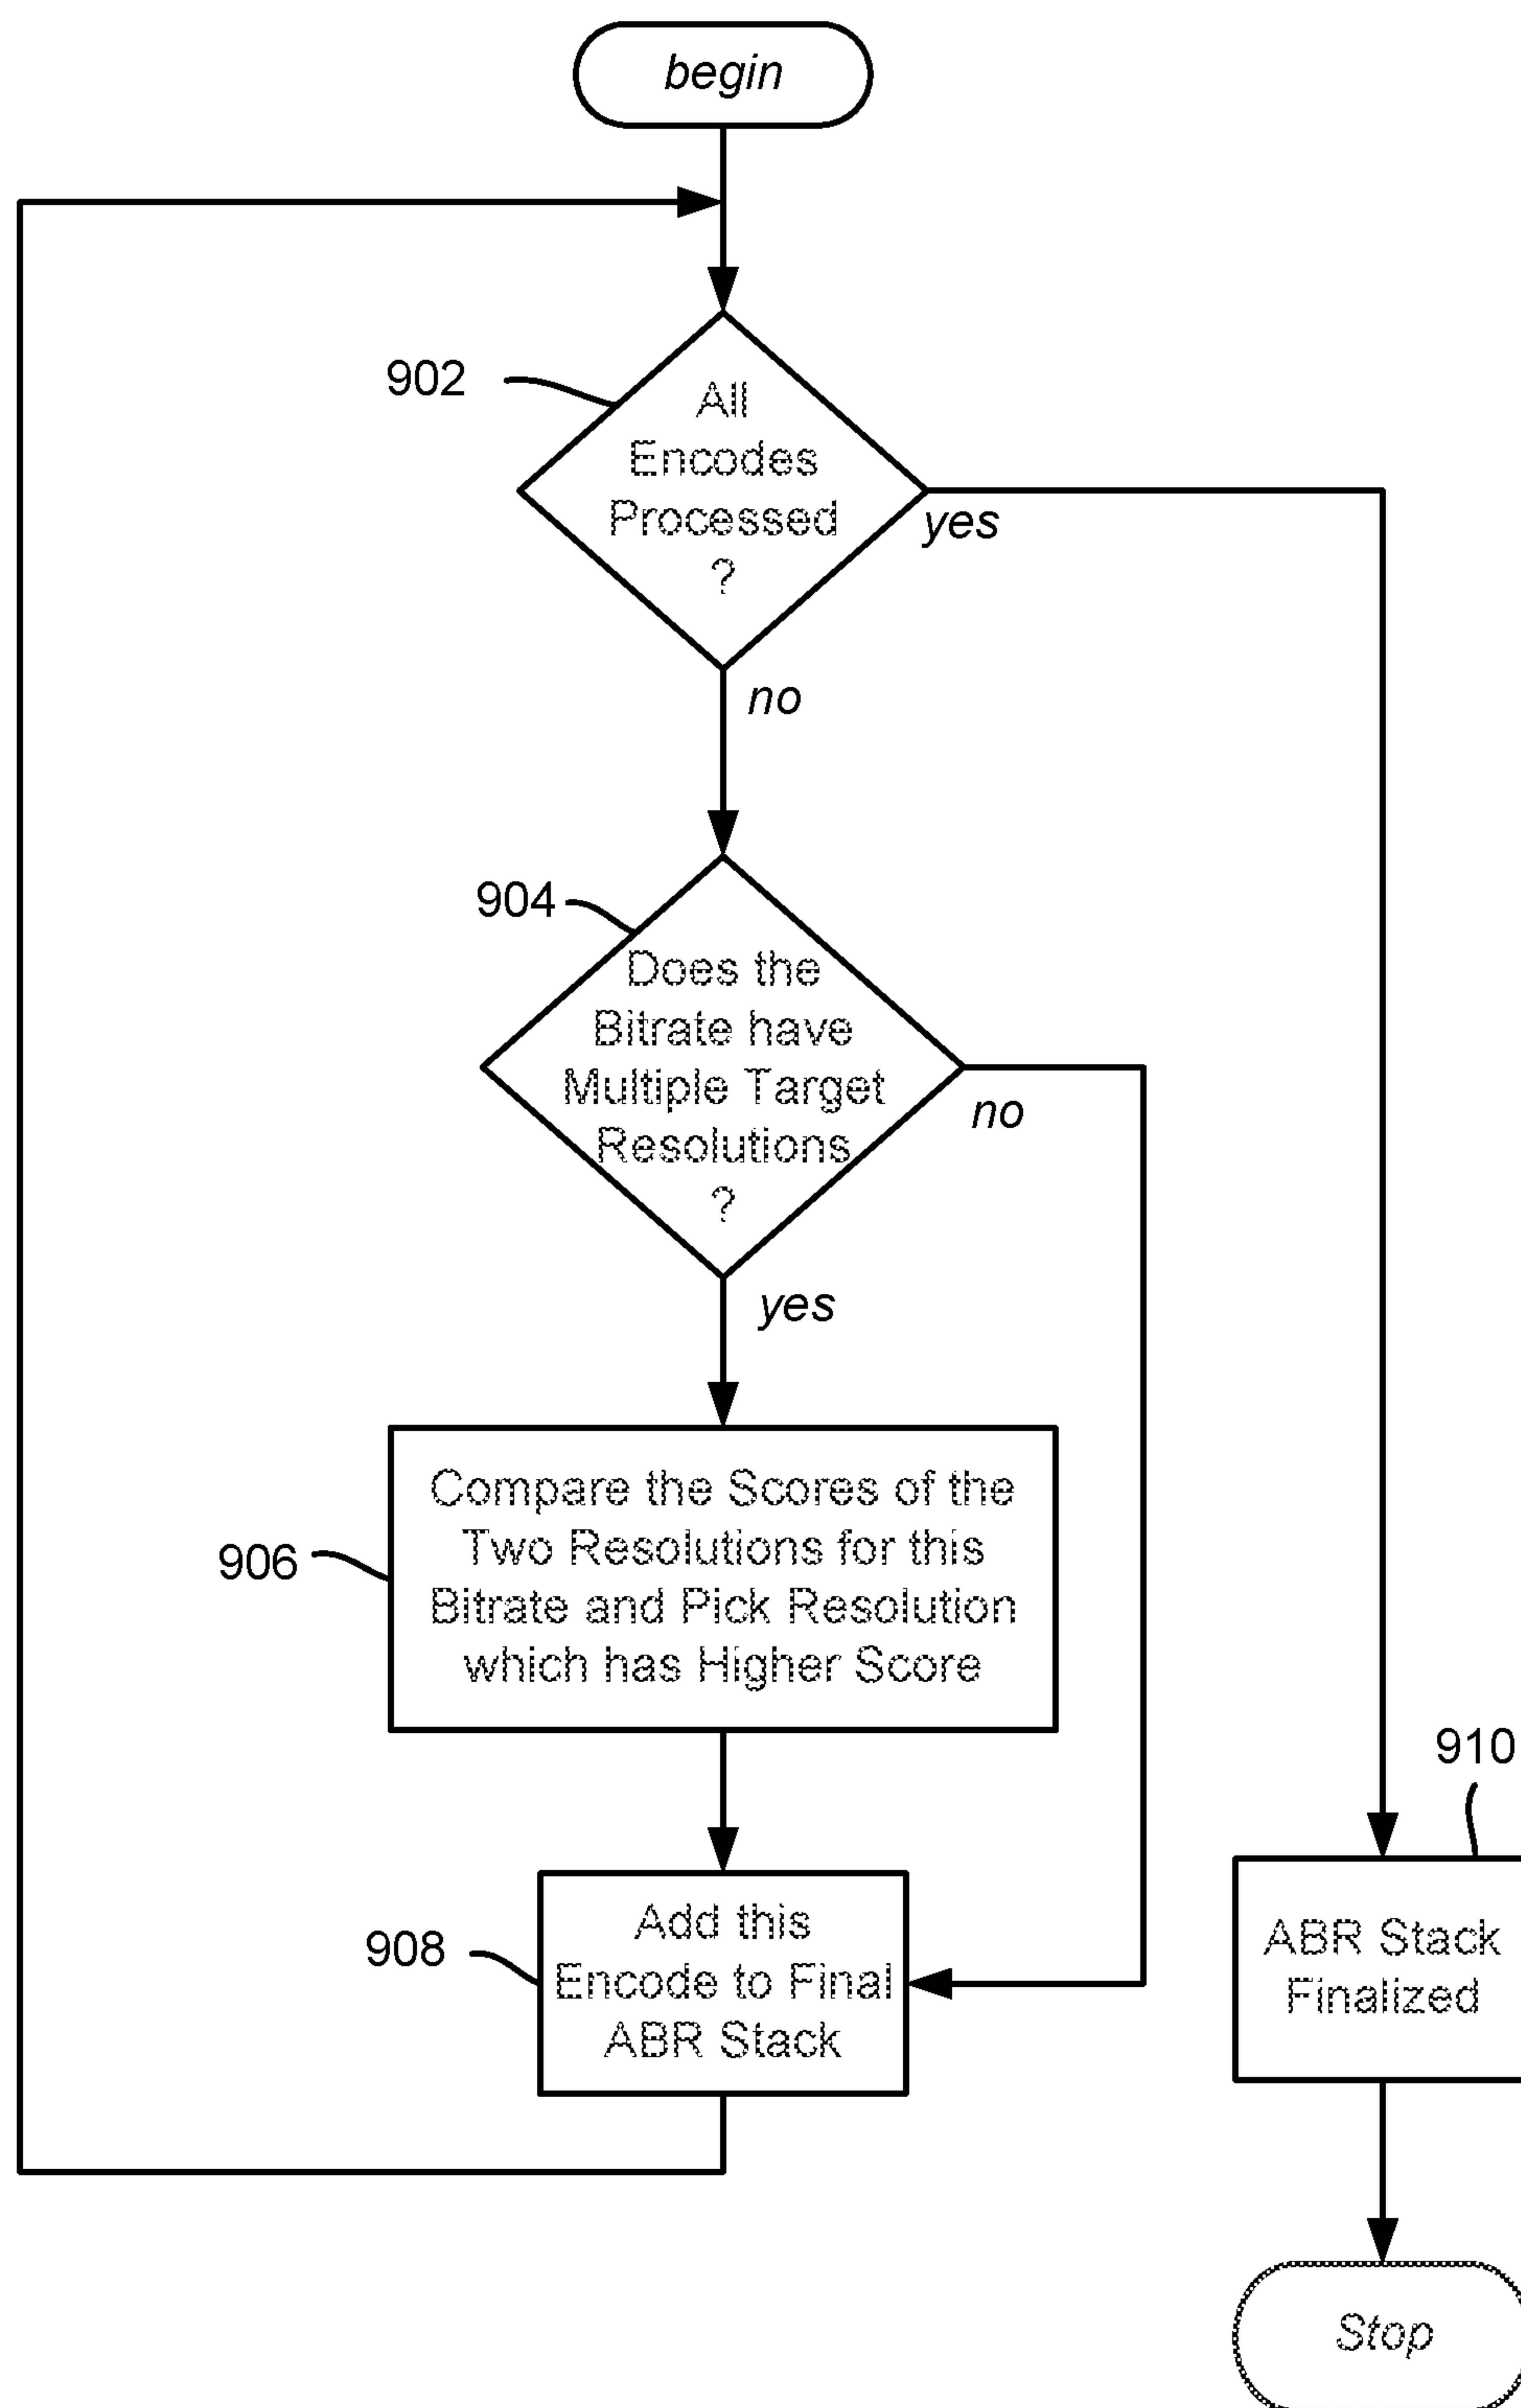 begin
902
All
Encodes
Processed
?
yes
no
904
Does the
Bitrate have
Multiple Target
Resolutions
?
no
yes
906
Compare the Scores of the
Two Resolutions for this
Bitrate and Pick Resolution
which has Higher Score
908
Add this
Encode to Final
ABR Stack
910
ABR Stack
Finalized
Stop